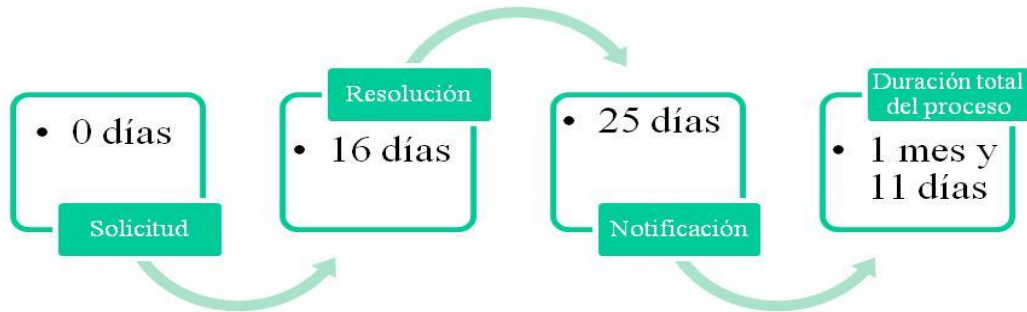 • 0 días
Solicitud
Resolución
• 16 días
• 25 días
Notificación
Duración total
del proceso
• 1 mes y
11 días